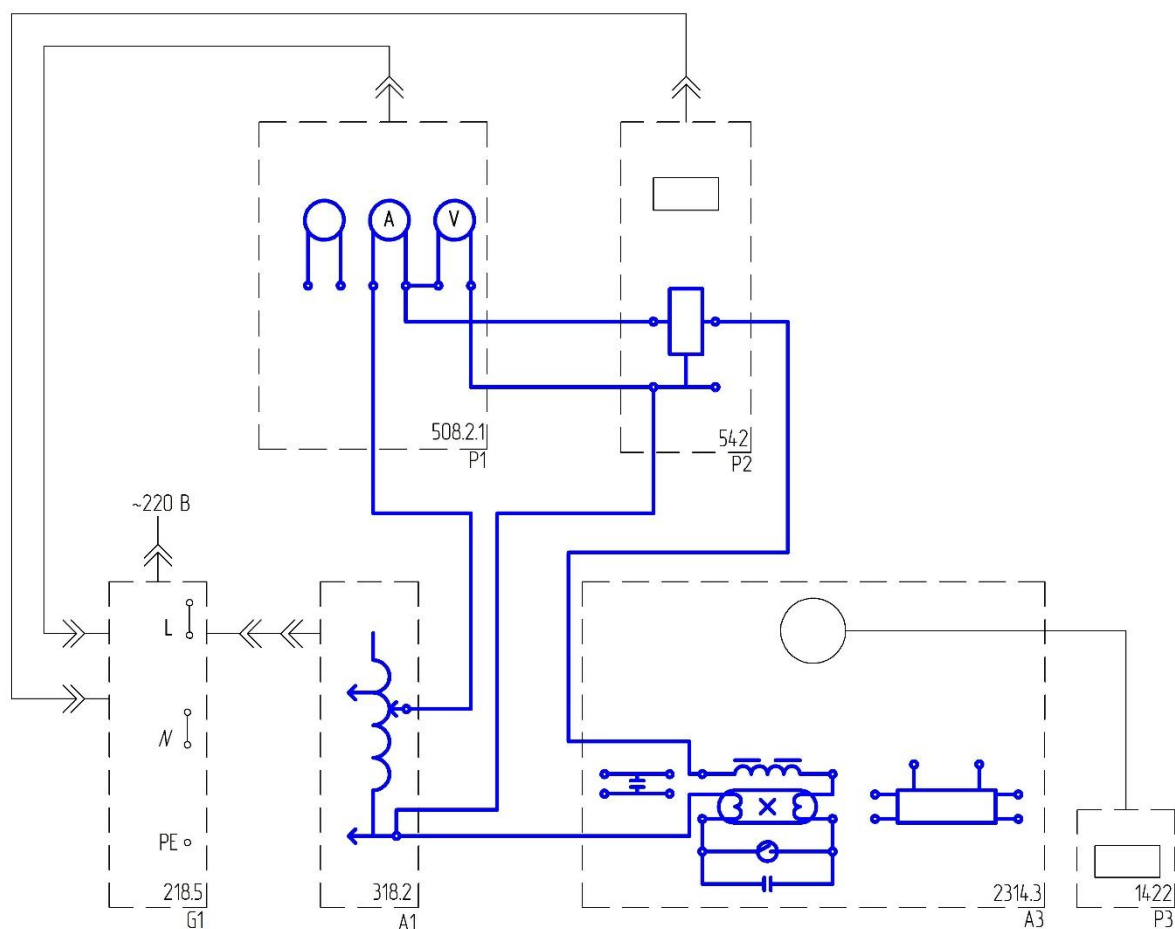 A
V
508.2.1
P1
542
P2
~220 В
L
N
PE
218.5
G1
318.2
A1
2314.3
A3
1422
P3